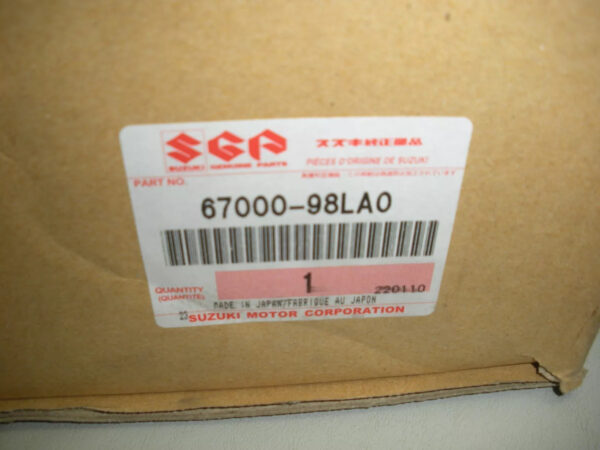 SGP
SUZUKI GENUINE PARTS
スズキ純正部品
PIÈCES D'ORIGINE DE SUZUKI
PART NO.
67000-98LA0
QUANTITY
(QUANTITÉ)
1
220110
MADE IN JAPAN/FABRIQUE AU JAPON
23
SUZUKI MOTOR CORPORATION